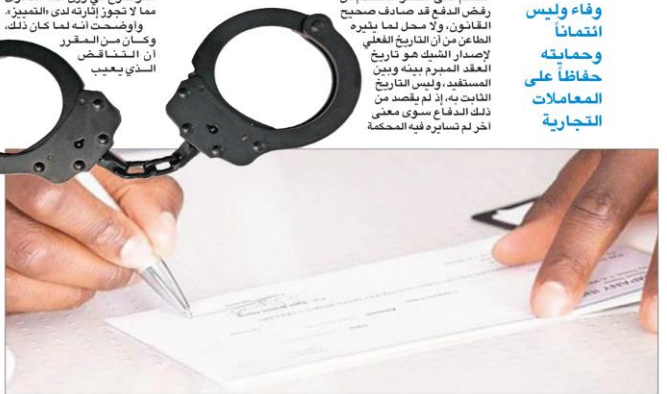 وفاء وليس
ائتماناً
وحمايته
حفاظاً على
المعاملات
التجارية
رفض الدفع قد صادف صحيح
القانون، ولا محل لما يثيره
الطاعن من أن التاريخ الفعلي
لإصدار الشيك هو تاريخ
العقد المبرم بينه وبين
المستفيد، وليس التاريخ
الثابت به، إذ لم يقصد من
ذلك الدفاع سوى معنى
آخر لم تسايره فيه المحكمة
مما لا تجوز إثارته لدى «التمييز».
وأوضحت أنه لما كان ذلك،
وكان من المقرر
أن التناقض
الذي يعيب